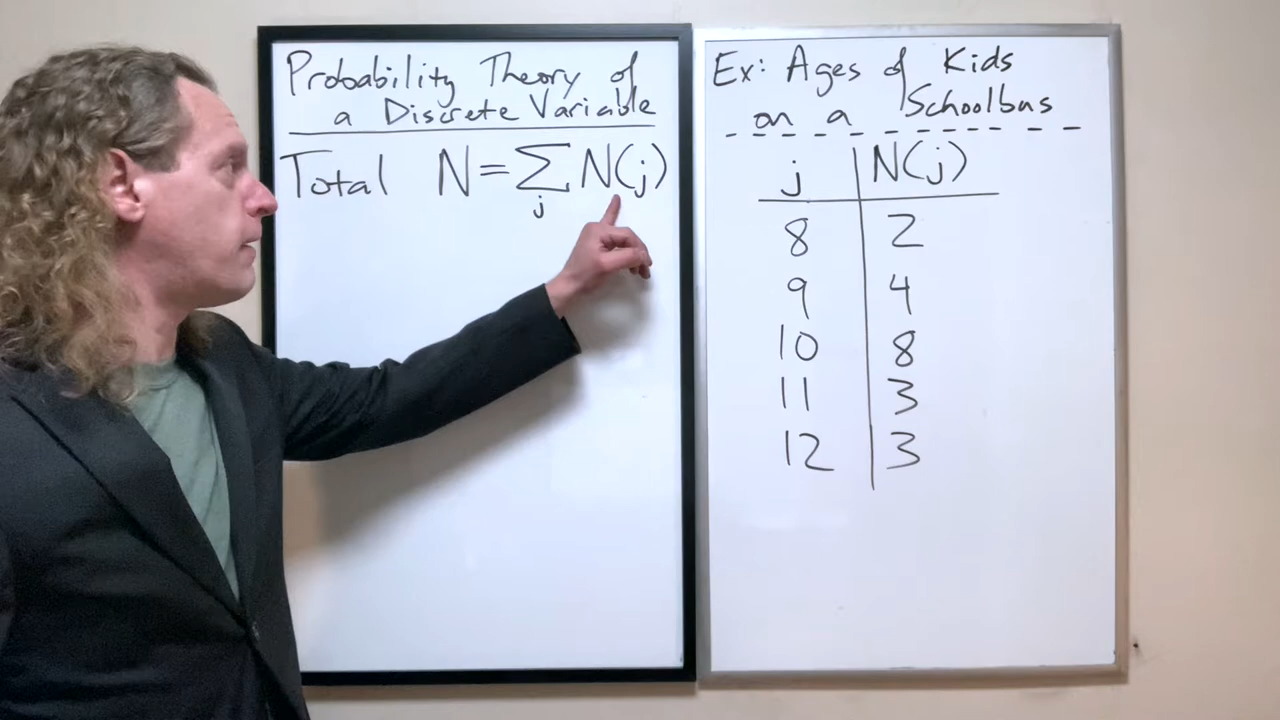 Probability Theory of
a Discrete Variable
Total N = ∑ N(j)
j
Ex: Ages of Kids
on a Schoolbus
j N(j)
8 2
9 4
10 8
11 3
12 3